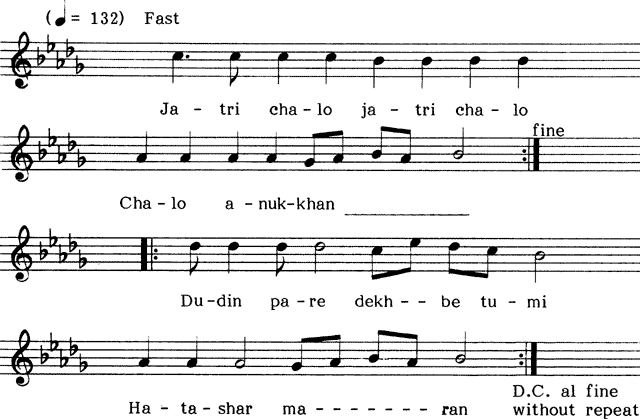 (♩= 132) Fast
Ja - tri cha - lo ja - tri cha - lo
fine
Cha - lo a - nuk-khan ____________
Du-din pa - re dekh - - be tu - mi
D.C. al fine
Ha - ta - shar ma - - - - - - - ran without repeat